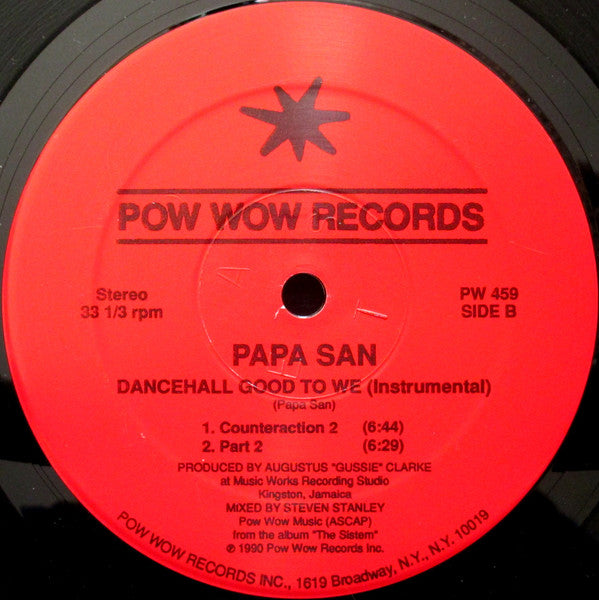 POW WOW RECORDS
Stereo
33 1/3 rpm
PW 459
SIDE B
PAPA SAN
DANCEHALL GOOD TO WE (Instrumental)
(Papa San)
1. Counteraction 2 (6:44)
2. Part 2 (6:29)
PRODUCED BY AUGUSTUS "GUSSIE" CLARKE
at Music Works Recording Studio
Kingston, Jamaica
MIXED BY STEVEN STANLEY
Pow Wow Music (ASCAP)
from the album "The Sistem"
℗ 1990 Pow Wow Records Inc.
POW WOW RECORDS INC., 1619 Broadway, N.Y., N.Y. 10019